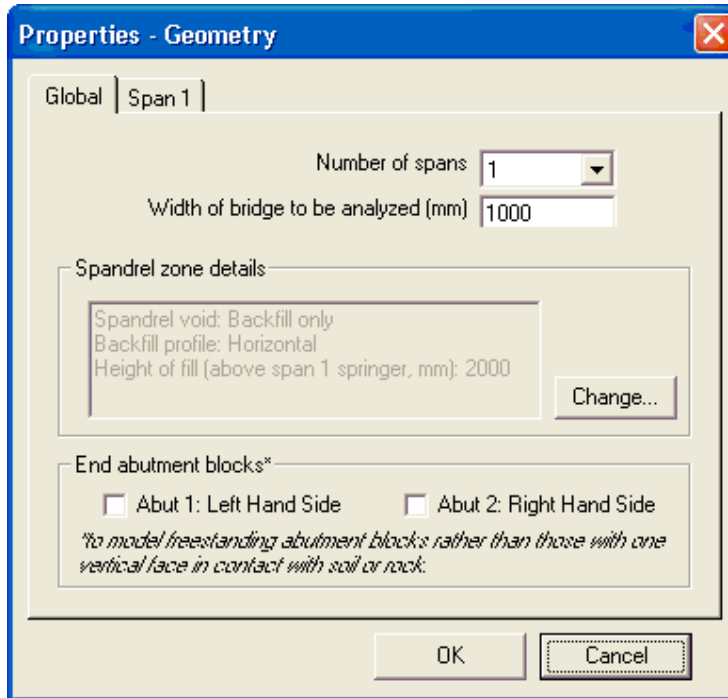 Properties - Geometry
Global
Span 1
Number of spans
1
Width of bridge to be analyzed (mm)
1000
Spandrel zone details
Spandrel void: Backfill only
Backfill profile: Horizontal
Height of fill (above span 1 springer, mm): 2000
Change...
End abutment blocks*
Abut 1: Left Hand Side
Abut 2: Right Hand Side
*to model freestanding abutment blocks rather than those with one
vertical face in contact with soil or rock.
OK
Cancel